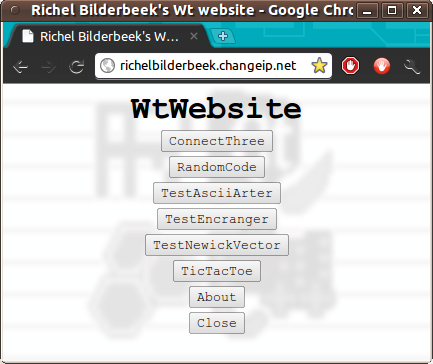 Richel Bilderbeek's Wt website - Google Chro
Richel Bilderbeek's W…
richelbilderbeek.changeip.net
WtWebsite
ConnectThree
RandomCode
TestAsciiArter
TestEncranger
TestNewickVector
TicTacToe
About
Close